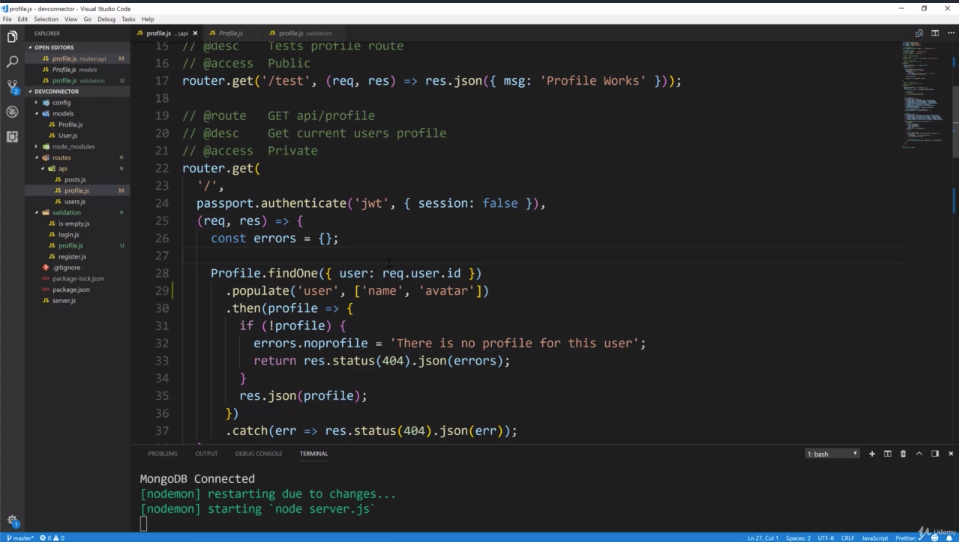 profile.js - devconnector - Visual Studio Code
File Edit Selection View Go Debug Tasks Help
EXPLORER
OPEN EDITORS
profile.js router/api M
Profile.js models
profile.js validation U
DEVCONNECTOR
config
models
Profile.js
User.js
node_modules
routes
api
posts.js
profile.js M
users.js
validation
is-empty.js
login.js
profile.js U
register.js
.gitignore
package-lock.json
package.json
server.js
profile.js ...\api Profile.js profile.js validation
15 // @desc Tests profile route
16 // @access Public
17 router.get('/test', (req, res) => res.json({ msg: 'Profile Works' }));
18
19 // @route GET api/profile
20 // @desc Get current users profile
21 // @access Private
22 router.get(
23 '/',
24 passport.authenticate('jwt', { session: false }),
25 (req, res) => {
26 const errors = {};
27
28 Profile.findOne({ user: req.user.id })
29 .populate('user', ['name', 'avatar'])
30 .then(profile => {
31 if (!profile) {
32 errors.noprofile = 'There is no profile for this user';
33 return res.status(404).json(errors);
34 }
35 res.json(profile);
36 })
37 .catch(err => res.status(404).json(err));
PROBLEMS OUTPUT DEBUG CONSOLE TERMINAL 1: bash
MongoDB Connected
[nodemon] restarting due to changes...
[nodemon] starting `node server.js`
master* 0 0 Ln 27, Col 1 Spaces: 2 UTF-8 CRLF JavaScript Prettier: ✓
Udemy